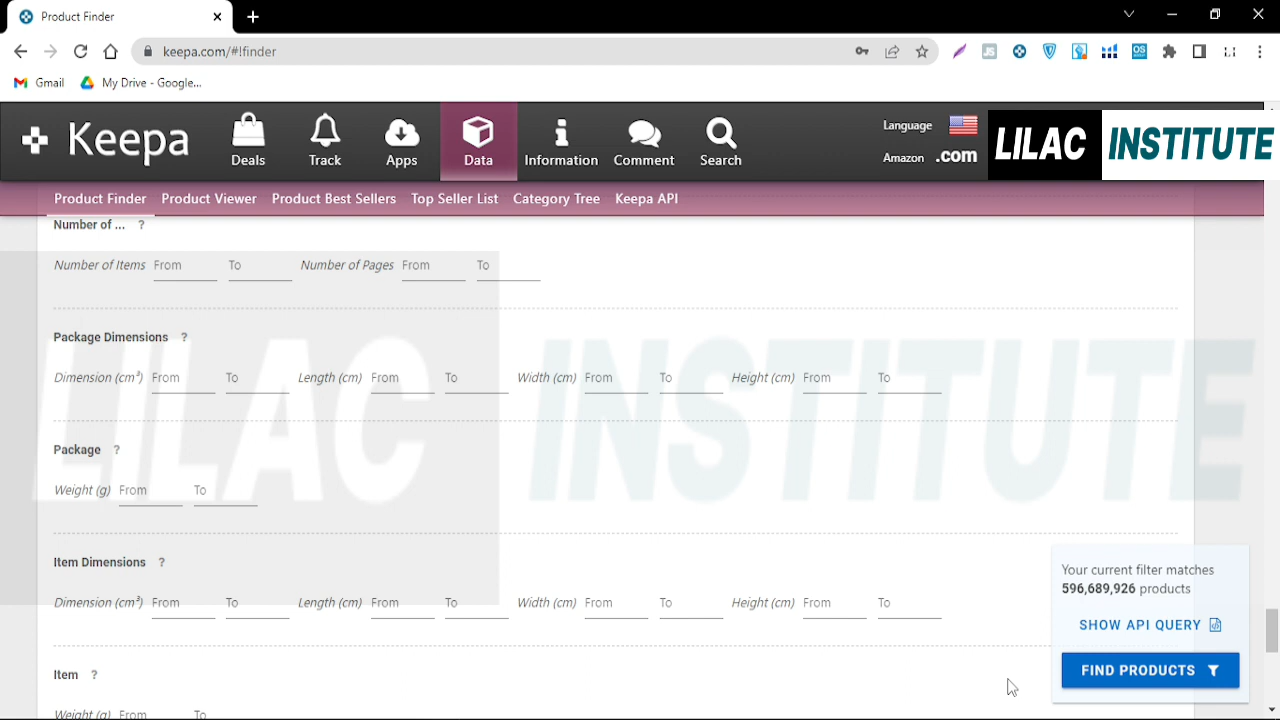 Product Finder
keepa.com/#!finder
Gmail My Drive - Google...
Keepa
Deals Track Apps Data Information Comment Search
Language
Amazon .com
LILAC INSTITUTE
Product Finder Product Viewer Product Best Sellers Top Seller List Category Tree Keepa API
Number of ... ?
Number of Items From To Number of Pages From To
Package Dimensions ?
Dimension (cm³) From To Length (cm) From To Width (cm) From To Height (cm) From To
LILAC INSTITUTE
Package ?
Weight (g) From To
Item Dimensions ?
Dimension (cm³) From To Length (cm) From To Width (cm) From To Height (cm) From To
Item ?
Weight (g) From To
Your current filter matches
596,689,926 products
SHOW API QUERY
FIND PRODUCTS